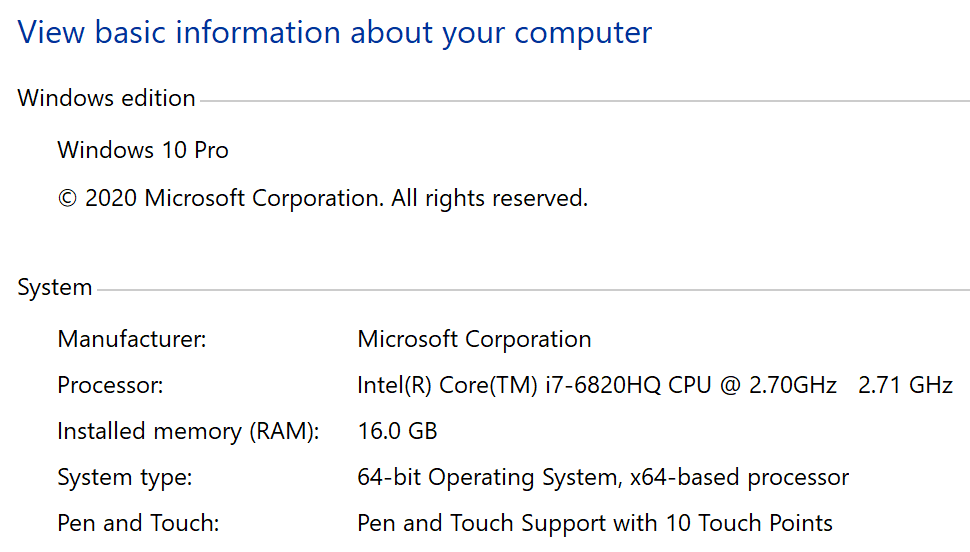 View basic information about your computer
Windows edition
Windows 10 Pro
© 2020 Microsoft Corporation. All rights reserved.
System
Manufacturer: Microsoft Corporation
Processor: Intel(R) Core(TM) i7-6820HQ CPU @ 2.70GHz 2.71 GHz
Installed memory (RAM): 16.0 GB
System type: 64-bit Operating System, x64-based processor
Pen and Touch: Pen and Touch Support with 10 Touch Points